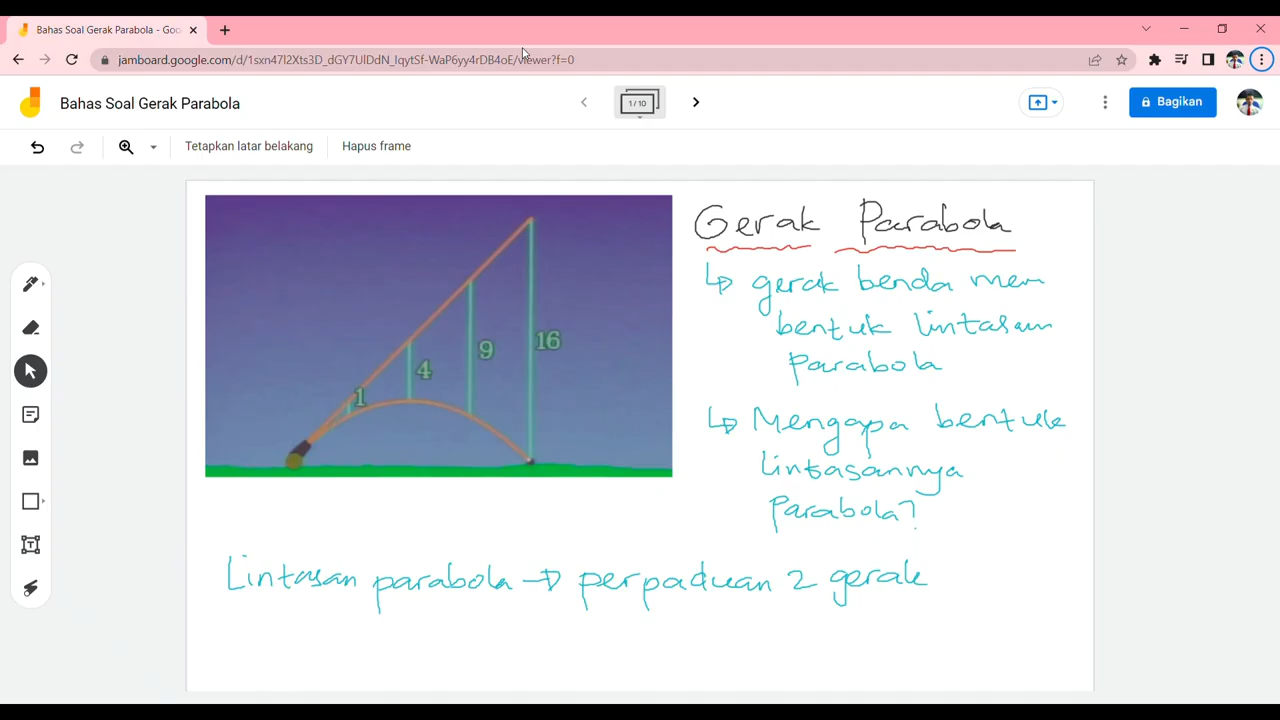 Bahas Soal Gerak Parabola - Goo
jamboard.google.com/d/1sxn47l2Xts3D_dGY7UlDdN_IqytSf-WaP6yy4rDB4oE/viewer?f=0
Bahas Soal Gerak Parabola
1/10
Bagikan
Tetapkan latar belakang
Hapus frame
1
4
9
16
Gerak Parabola
↳ gerak benda mem
bentuk lintasan
parabola
↳ Mengapa bentuk
lintasannya
parabola?
Lintasan parabola → perpaduan 2 gerak